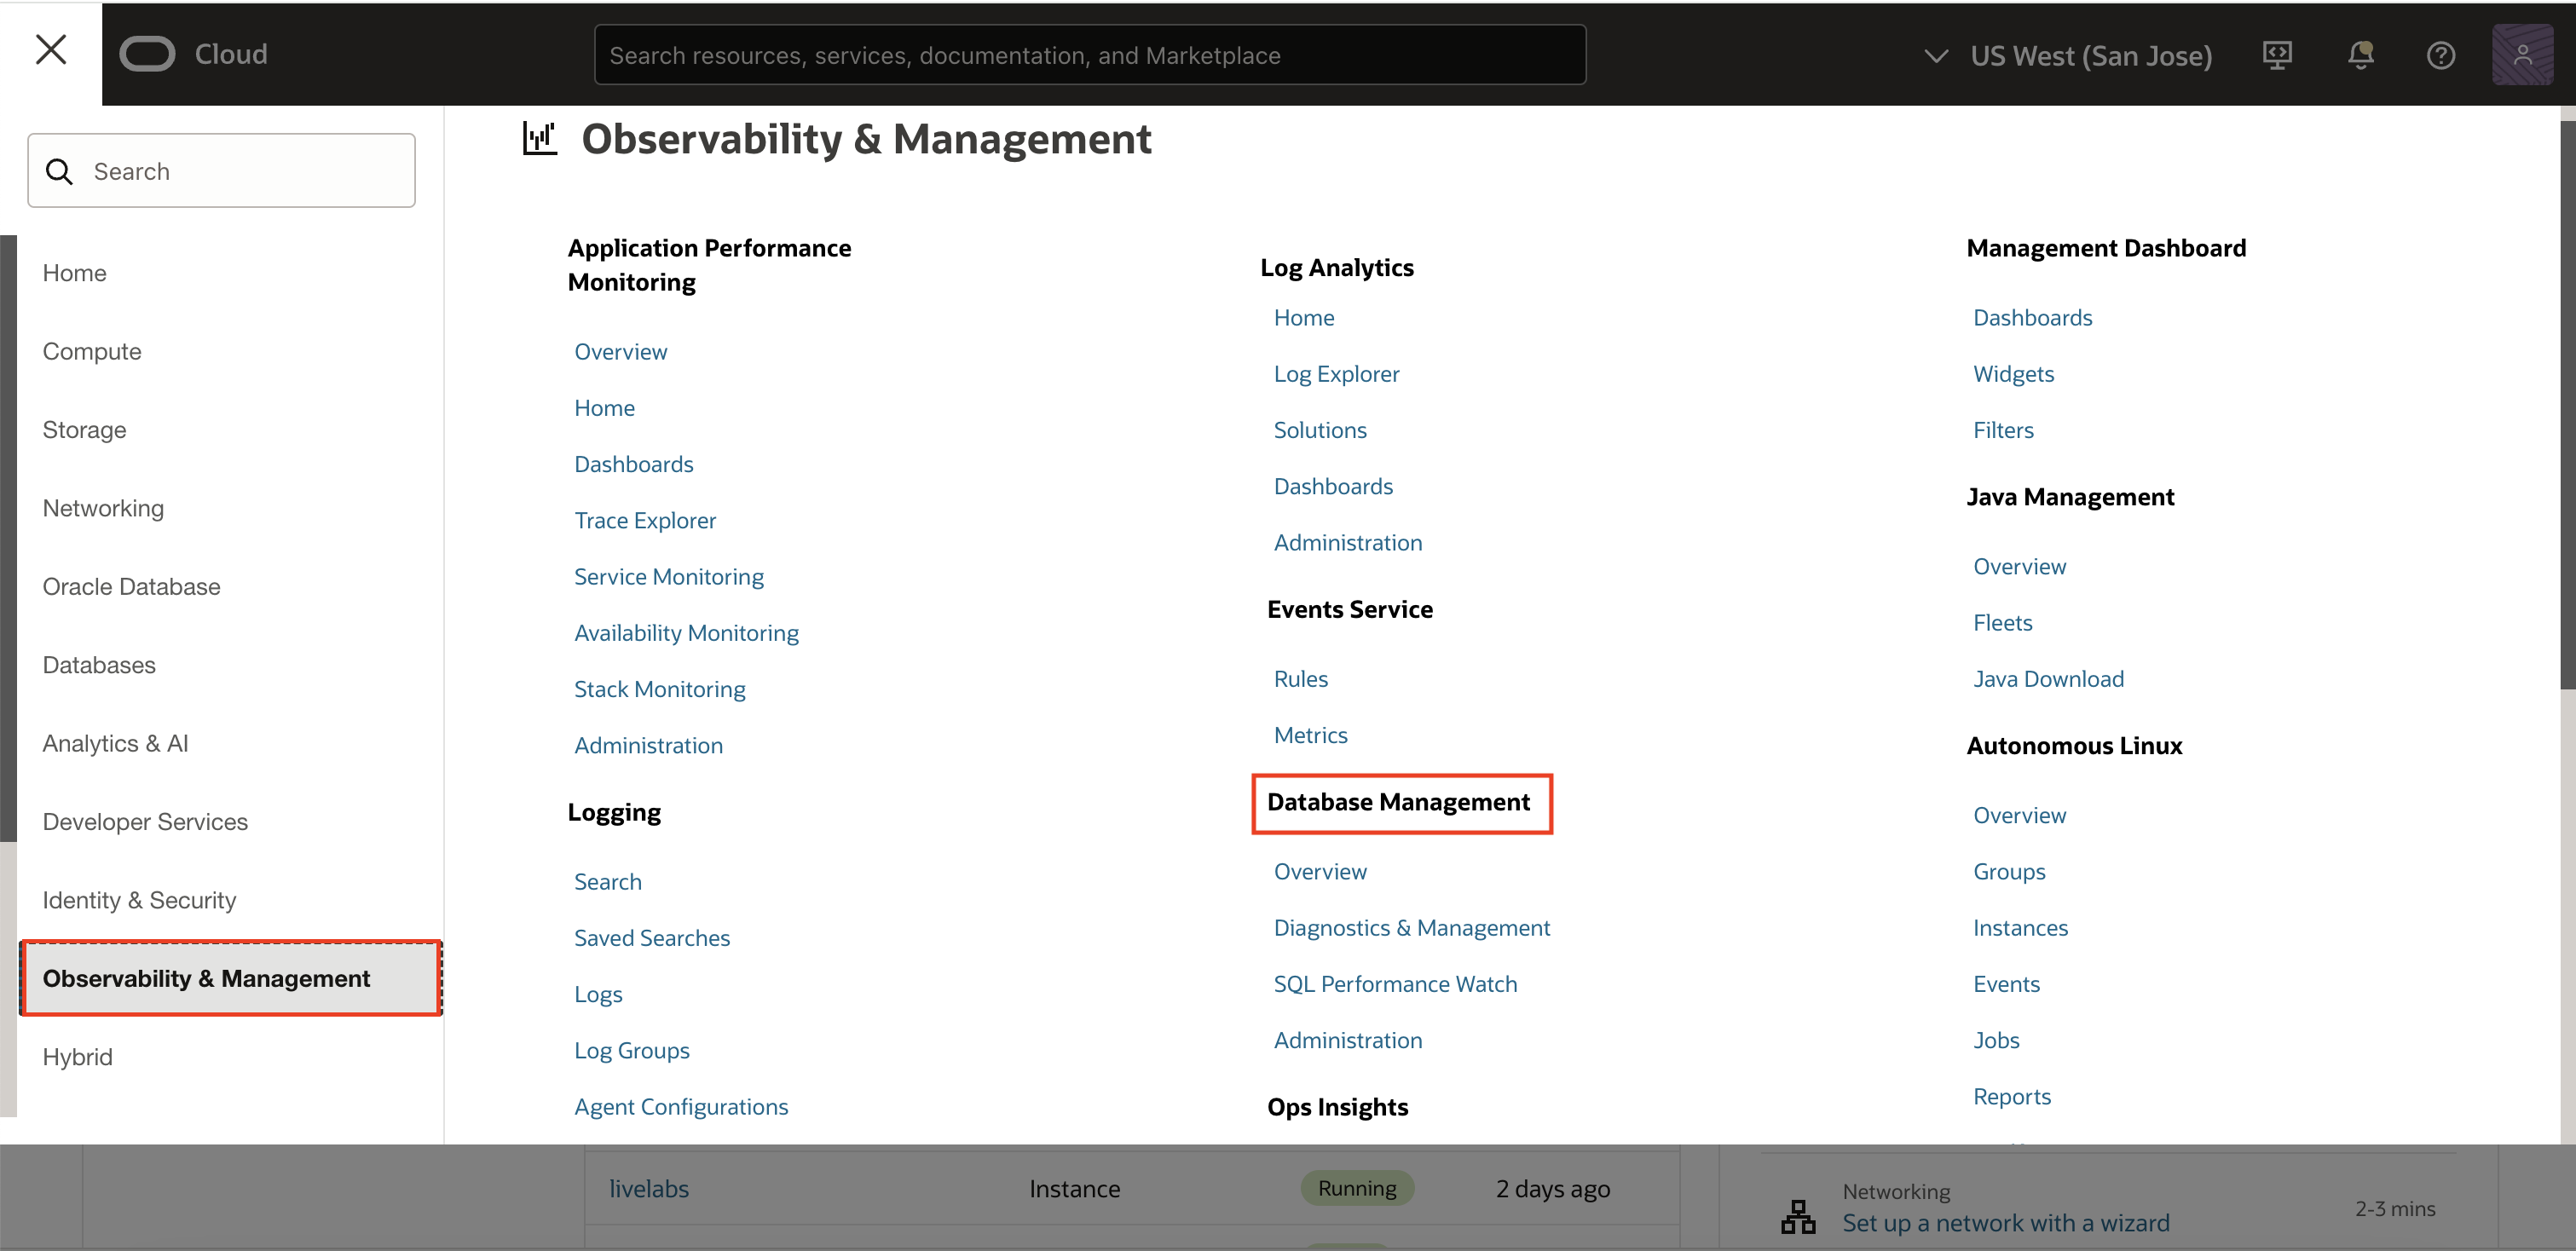 Cloud
Search resources, services, documentation, and Marketplace
US West (San Jose)
Search
Home
Compute
Storage
Networking
Oracle Database
Databases
Analytics & AI
Developer Services
Identity & Security
Observability & Management
Hybrid
Observability & Management
Application Performance
Monitoring
Overview
Home
Dashboards
Trace Explorer
Service Monitoring
Availability Monitoring
Stack Monitoring
Administration
Logging
Search
Saved Searches
Logs
Log Groups
Agent Configurations
Log Analytics
Home
Log Explorer
Solutions
Dashboards
Administration
Events Service
Rules
Metrics
Database Management
Overview
Diagnostics & Management
SQL Performance Watch
Administration
Ops Insights
Management Dashboard
Dashboards
Widgets
Filters
Java Management
Overview
Fleets
Java Download
Autonomous Linux
Overview
Groups
Instances
Events
Jobs
Reports
livelabs Instance Running 2 days ago
Networking
Set up a network with a wizard
2-3 mins